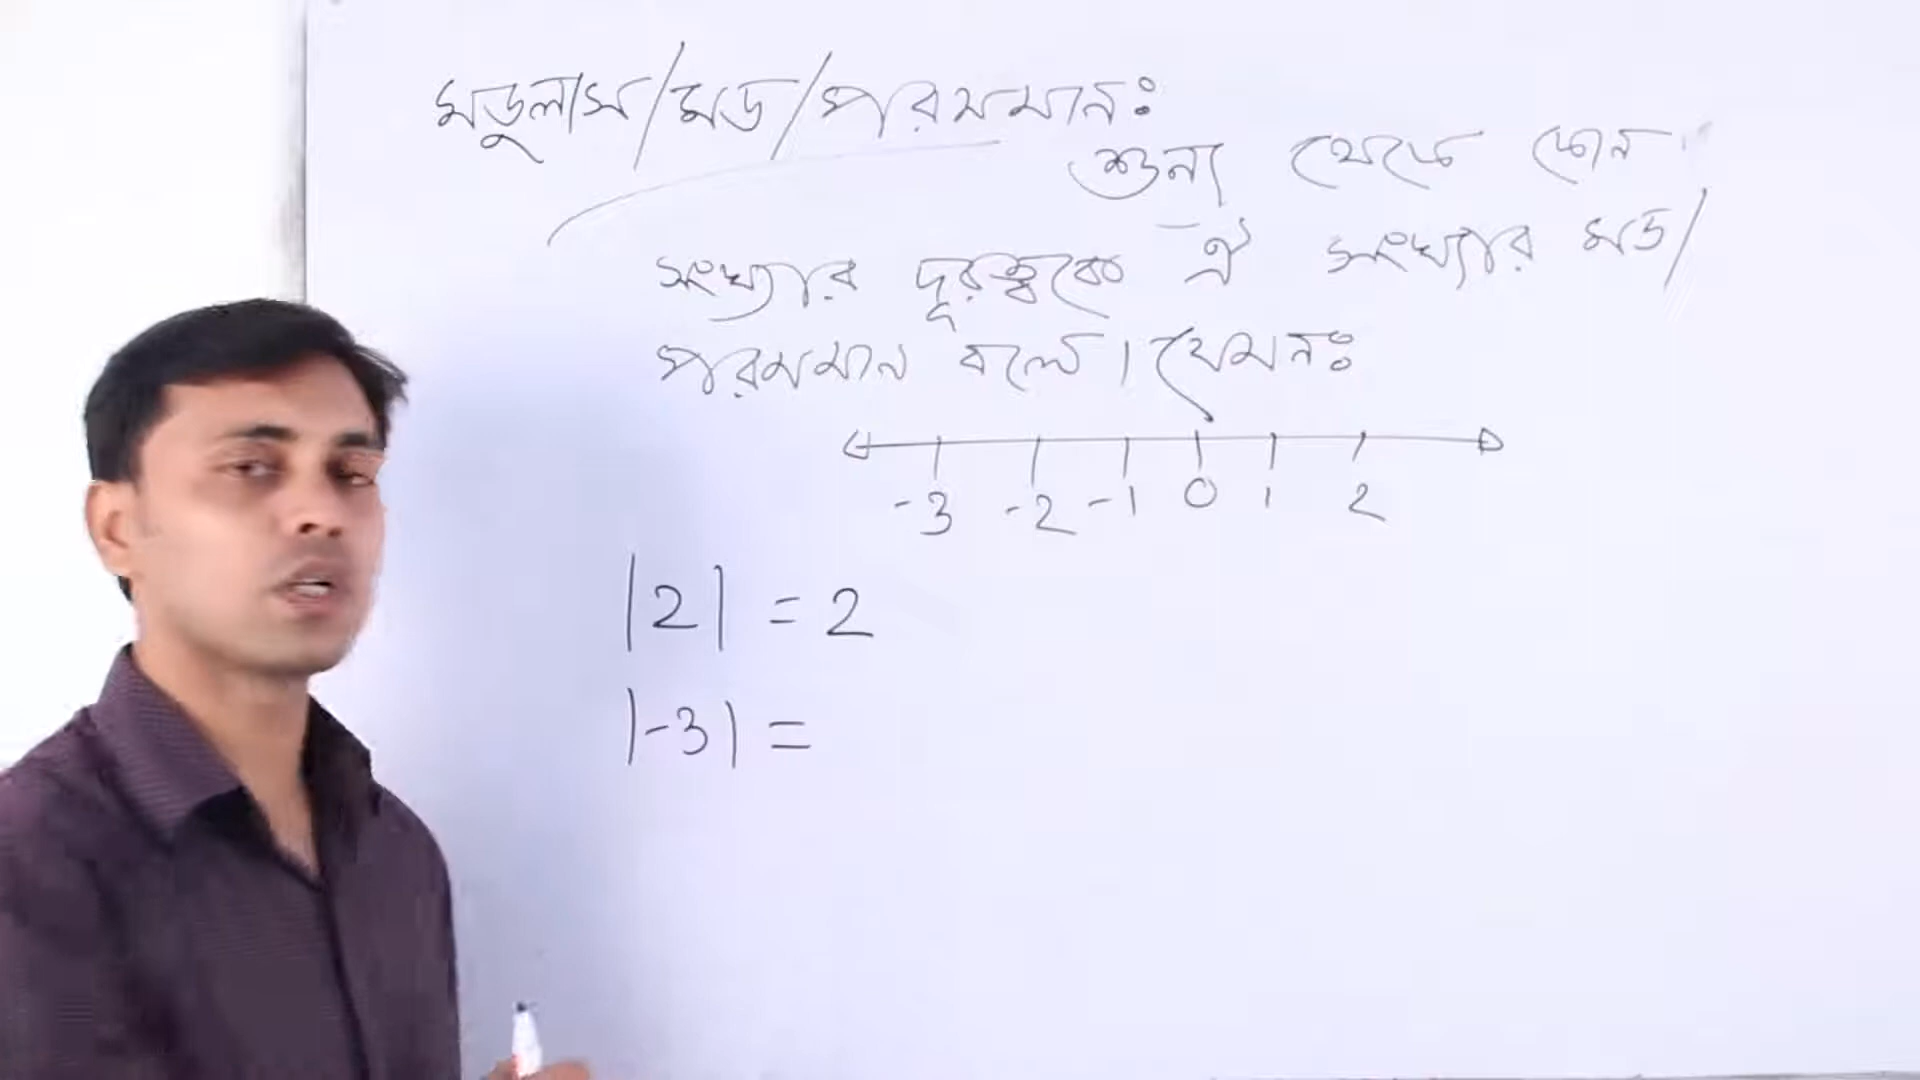 মডুলাস/মড/পরমমানঃ
শুন্য থেকে কোন
সংখ্যার দূরত্বকে ঐ সংখ্যার মড/
পরমমান বলে। যেমনঃ
-3 -2 -1 0 1 2
|2| = 2
|-3| =